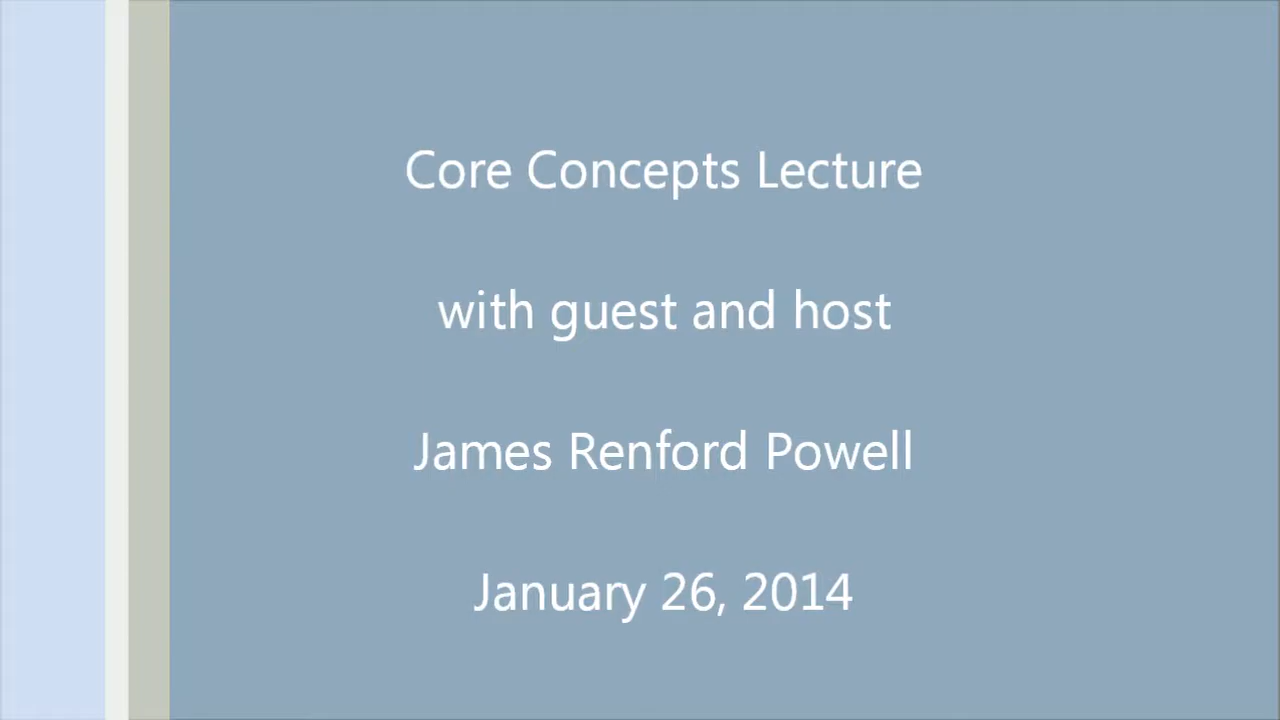 Core Concepts Lecture
with guest and host
James Renford Powell
January 26, 2014